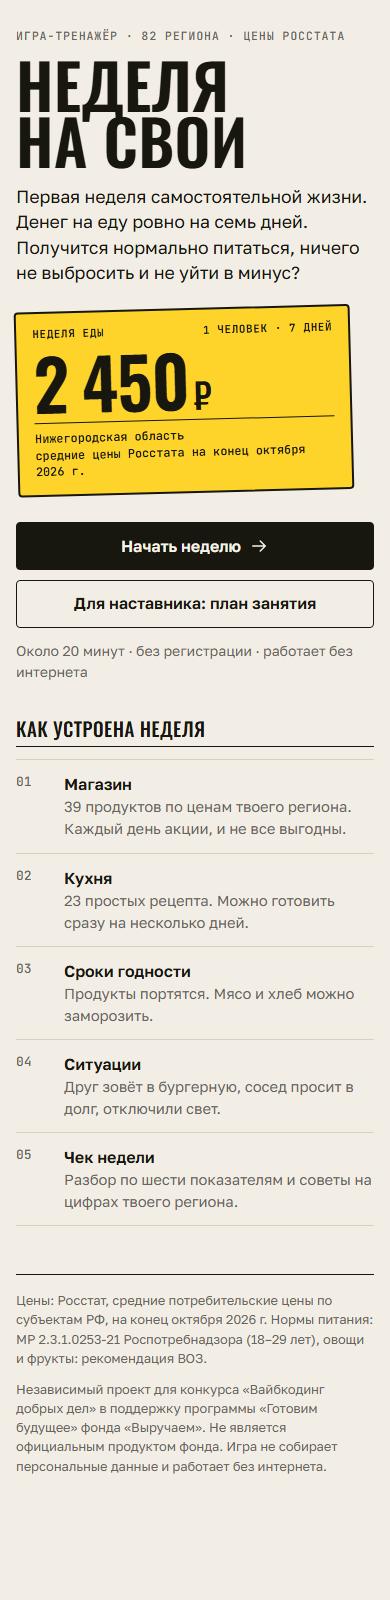 ИГРА-ТРЕНАЖЁР · 82 РЕГИОНА · ЦЕНЫ РОССТАТА
НЕДЕЛЯ
НА СВОИ
Первая неделя самостоятельной жизни.
Денег на еду ровно на семь дней.
Получится нормально питаться, ничего
не выбросить и не уйти в минус?
НЕДЕЛЯ ЕДЫ
1 ЧЕЛОВЕК · 7 ДНЕЙ
2 450 ₽
Нижегородская область
средние цены Росстата на конец октября
2026 г.
Начать неделю →
Для наставника: план занятия
Около 20 минут · без регистрации · работает без
интернета
КАК УСТРОЕНА НЕДЕЛЯ
01
Магазин
39 продуктов по ценам твоего региона.
Каждый день акции, и не все выгодны.
02
Кухня
23 простых рецепта. Можно готовить
сразу на несколько дней.
03
Сроки годности
Продукты портятся. Мясо и хлеб можно
заморозить.
04
Ситуации
Друг зовёт в бургерную, сосед просит в
долг, отключили свет.
05
Чек недели
Разбор по шести показателям и советы на
цифрах твоего региона.
Цены: Росстат, средние потребительские цены по
субъектам РФ, на конец октября 2026 г. Нормы питания:
МР 2.3.1.0253-21 Роспотребнадзора (18–29 лет), овощи
и фрукты: рекомендация ВОЗ.
Независимый проект для конкурса «Вайбкодинг
добрых дел» в поддержку программы «Готовим
будущее» фонда «Выручаем». Не является
официальным продуктом фонда. Игра не собирает
персональные данные и работает без интернета.